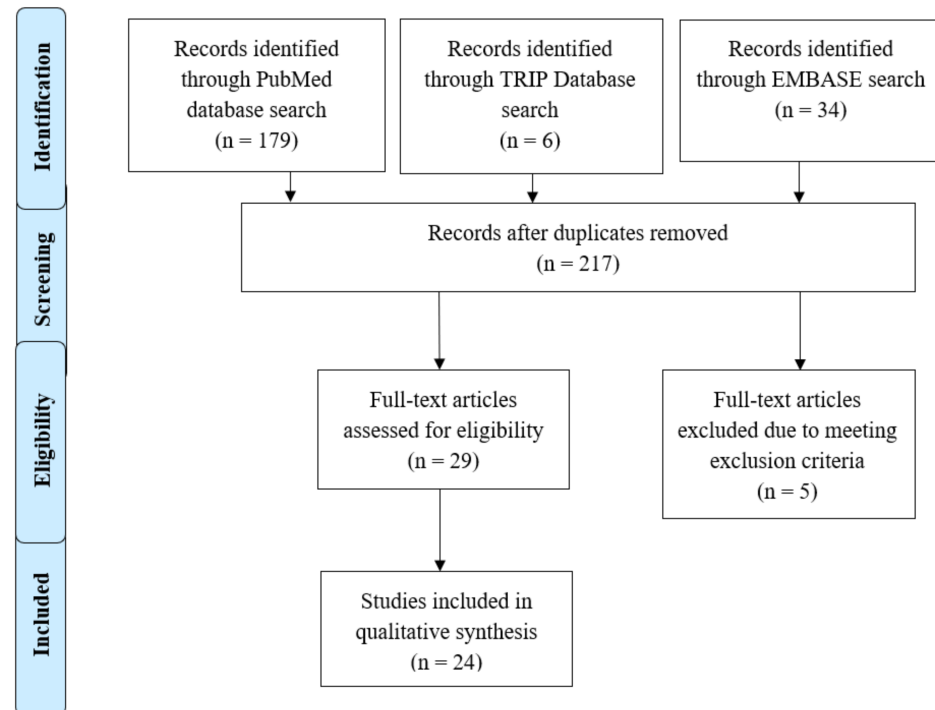 Identification
Records identified
through PubMed
database search
(n = 179)
Records identified
through TRIP Database
search
(n = 6)
Records identified
through EMBASE search
(n = 34)
Screening
Records after duplicates removed
(n = 217)
Eligibility
Full-text articles
assessed for eligibility
(n = 29)
Full-text articles
excluded due to meeting
exclusion criteria
(n = 5)
Included
Studies included in
qualitative synthesis
(n = 24)